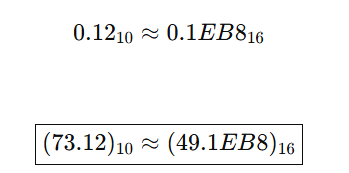 0.12₁₀ ≈ 0.1EB8₁₆
(73.12)₁₀ ≈ (49.1EB8)₁₆